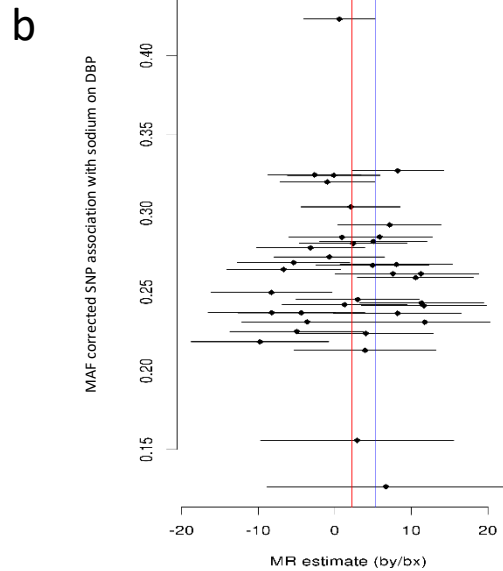 b
MAF corrected SNP association with sodium on DBP
0.40
0.35
0.30
0.25
0.20
0.15
-20 -10 0 10 20
MR estimate (by/bx)